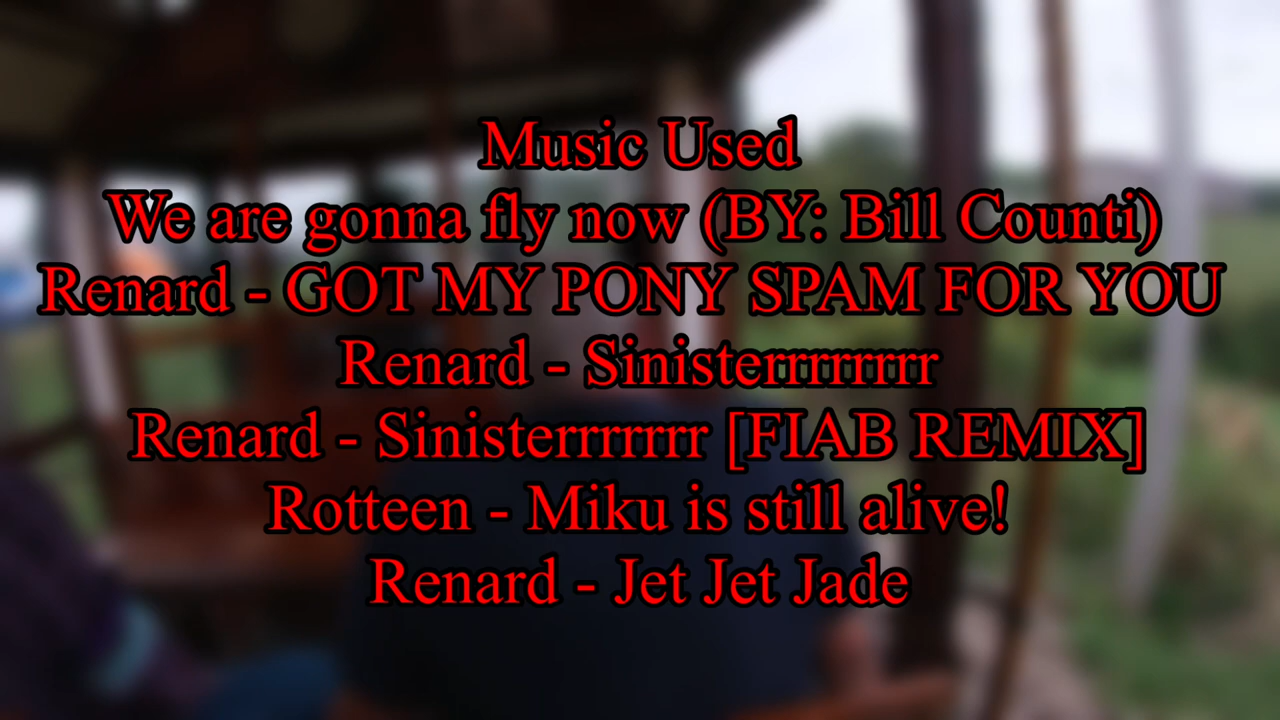 Music Used
We are gonna fly now (BY: Bill Counti)
Renard - GOT MY PONY SPAM FOR YOU
Renard - Sinisterrrrrrrrr
Renard - Sinisterrrrrrr [FIAB REMIX]
Rotteen - Miku is still alive!
Renard - Jet Jet Jade